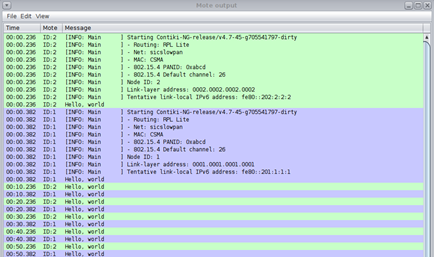 Mote output
File Edit View
Time Mote Message
00:00.236 ID:2 [INFO: Main ] Starting Contiki-NG-release/v4.7-45-g705541797-dirty
00:00.236 ID:2 [INFO: Main ] - Routing: RPL Lite
00:00.236 ID:2 [INFO: Main ] - Net: sicslowpan
00:00.236 ID:2 [INFO: Main ] - MAC: CSMA
00:00.236 ID:2 [INFO: Main ] - 802.15.4 PANID: 0xabcd
00:00.236 ID:2 [INFO: Main ] - 802.15.4 Default channel: 26
00:00.236 ID:2 [INFO: Main ] Node ID: 2
00:00.236 ID:2 [INFO: Main ] Link-layer address: 0002.0002.0002.0002
00:00.236 ID:2 [INFO: Main ] Tentative link-local IPv6 address: fe80::202:2:2:2
00:00.236 ID:2 Hello, world
00:00.382 ID:1 [INFO: Main ] Starting Contiki-NG-release/v4.7-45-g705541797-dirty
00:00.382 ID:1 [INFO: Main ] - Routing: RPL Lite
00:00.382 ID:1 [INFO: Main ] - Net: sicslowpan
00:00.382 ID:1 [INFO: Main ] - MAC: CSMA
00:00.382 ID:1 [INFO: Main ] - 802.15.4 PANID: 0xabcd
00:00.382 ID:1 [INFO: Main ] - 802.15.4 Default channel: 26
00:00.382 ID:1 [INFO: Main ] Node ID: 1
00:00.382 ID:1 [INFO: Main ] Link-layer address: 0001.0001.0001.0001
00:00.382 ID:1 [INFO: Main ] Tentative link-local IPv6 address: fe80::201:1:1:1
00:00.382 ID:1 Hello, world
00:10.236 ID:2 Hello, world
00:10.382 ID:1 Hello, world
00:20.236 ID:2 Hello, world
00:20.382 ID:1 Hello, world
00:30.236 ID:2 Hello, world
00:30.382 ID:1 Hello, world
00:40.236 ID:2 Hello, world
00:40.382 ID:1 Hello, world
00:50.236 ID:2 Hello, world
00:50.382 ID:1 Hello, world